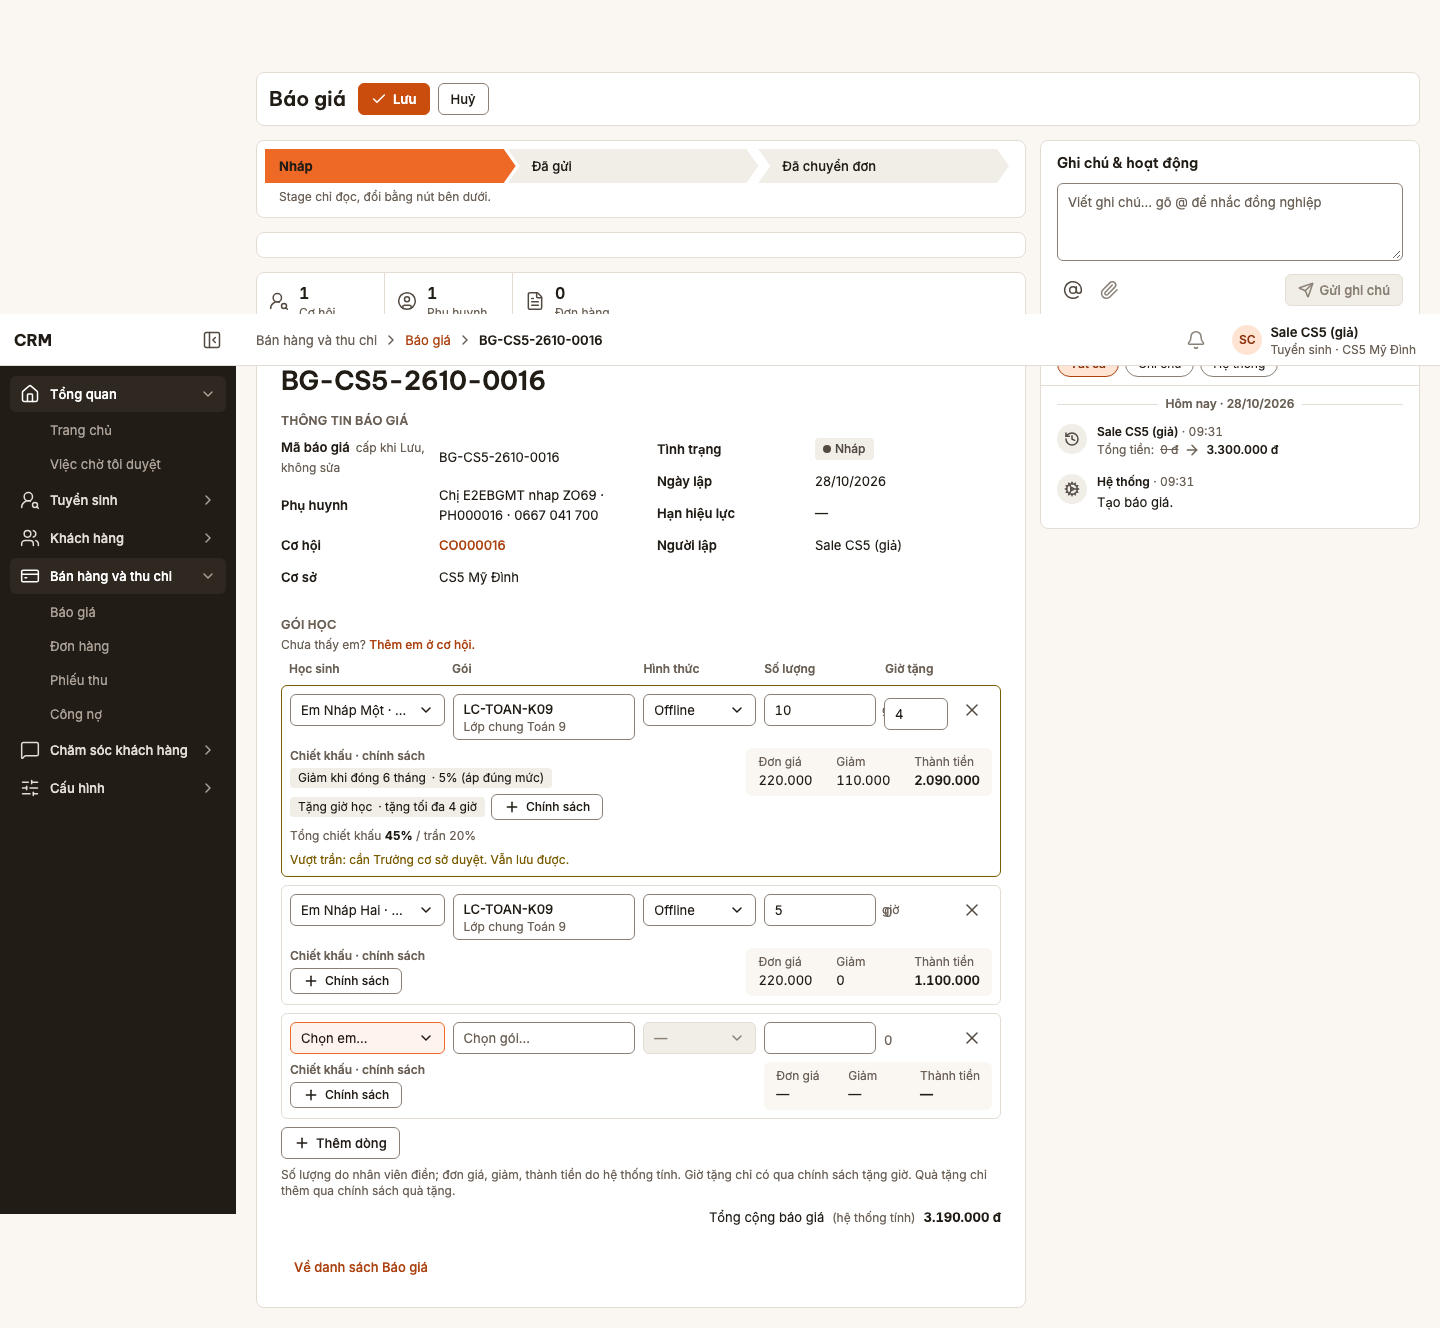 Báo giá
Lưu
Huỷ
Nháp
Đã gửi
Đã chuyển đơn
Stage chỉ đọc, đổi bằng nút bên dưới.
1
Cơ hội
1
Phụ huynh
0
Đơn hàng
Ghi chú & hoạt động
Viết ghi chú... gõ @ để nhắc đồng nghiệp
Gửi ghi chú
CRM
Bán hàng và thu chi
Báo giá
BG-CS5-2610-0016
SC
Sale CS5 (giả)
Tuyển sinh · CS5 Mỹ Đình
Tổng quan
Trang chủ
Việc chờ tôi duyệt
Tuyển sinh
Khách hàng
Bán hàng và thu chi
Báo giá
Đơn hàng
Phiếu thu
Công nợ
Chăm sóc khách hàng
Cấu hình
BG-CS5-2610-0016
THÔNG TIN BÁO GIÁ
Mã báo giá cấp khi Lưu, không sửa
BG-CS5-2610-0016
Phụ huynh
Chị E2EBGMT nhap ZO69 ·
PH000016 · 0667 041 700
Cơ hội
CO000016
Cơ sở
CS5 Mỹ Đình
Tình trạng
Nháp
Ngày lập
28/10/2026
Hạn hiệu lực
—
Người lập
Sale CS5 (giả)
Tất cả
Ghi chú
Hệ thống
Hôm nay · 28/10/2026
Sale CS5 (giả) · 09:31
Tổng tiền: 0 đ → 3.300.000 đ
Hệ thống · 09:31
Tạo báo giá.
GÓI HỌC
Chưa thấy em? Thêm em ở cơ hội.
Học sinh
Gói
Hình thức
Số lượng
Giờ tặng
Em Nháp Một · ...
LC-TOAN-K09
Lớp chung Toán 9
Offline
10
4
Chiết khấu · chính sách
Giảm khi đóng 6 tháng · 5% (áp đúng mức)
Tặng giờ học · tặng tối đa 4 giờ
Chính sách
Tổng chiết khấu 45% / trần 20%
Vượt trần: cần Trưởng cơ sở duyệt. Vẫn lưu được.
Đơn giá
Giảm
Thành tiền
220.000
110.000
2.090.000
Em Nháp Hai · ...
LC-TOAN-K09
Lớp chung Toán 9
Offline
5
giờ
Chiết khấu · chính sách
Chính sách
Đơn giá
Giảm
Thành tiền
220.000
0
1.100.000
Chọn em...
Chọn gói...
—
0
Chiết khấu · chính sách
Chính sách
Đơn giá
Giảm
Thành tiền
—
—
—
Thêm dòng
Số lượng do nhân viên điền; đơn giá, giảm, thành tiền do hệ thống tính. Giờ tặng chỉ có qua chính sách tặng giờ. Quà tặng chỉ
thêm qua chính sách quà tặng.
Tổng cộng báo giá (hệ thống tính) 3.190.000 đ
Về danh sách Báo giá